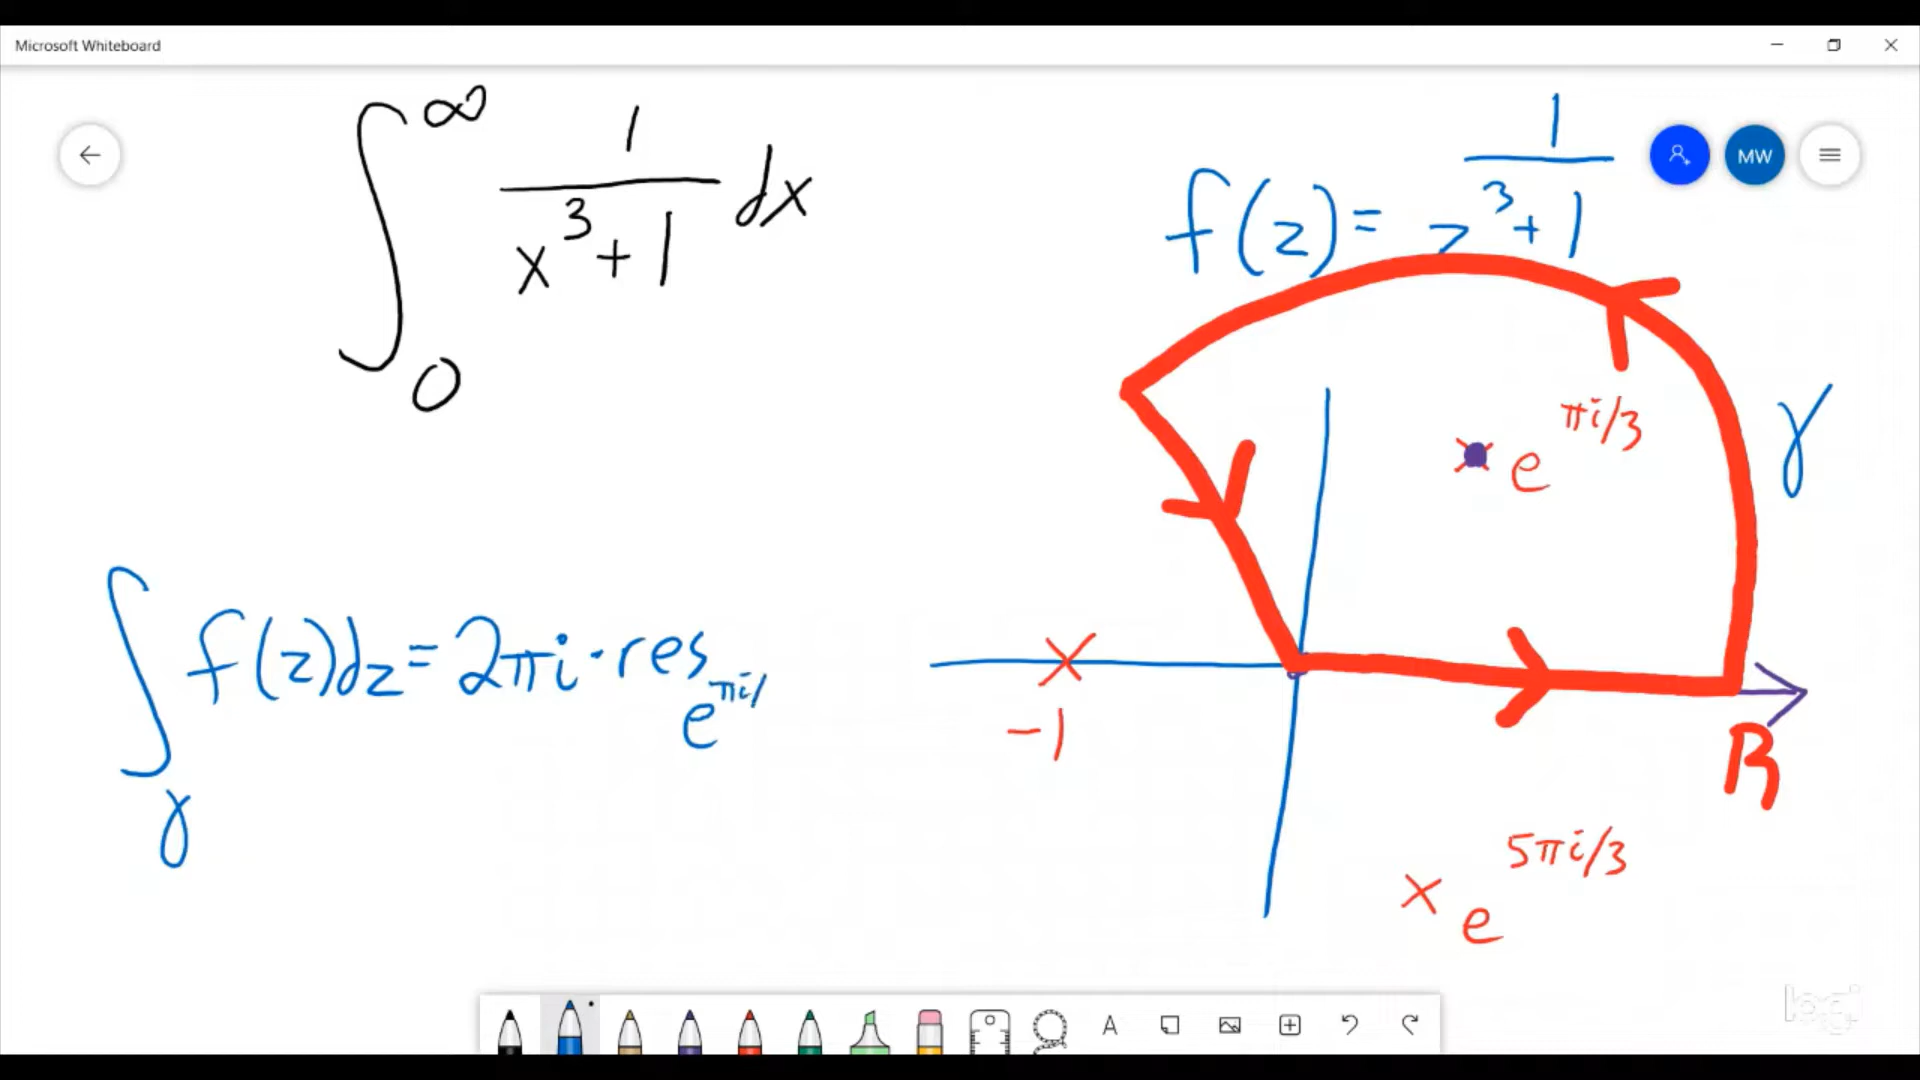 Microsoft Whiteboard
∫₀^∞ 1/(x³+1) dx
f(z) = 1/(z³+1)
MW
γ
e^{πi/3}
∫_γ f(z)dz = 2πi · res_{e^{πi/}}
-1
R
e^{5πi/3}
A
logi